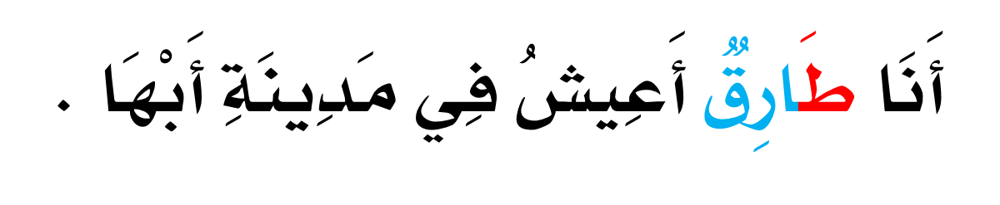 أَنَا طَارِقٌ أَعِيشُ فِي مَدِينَةِ أَبْهَا .